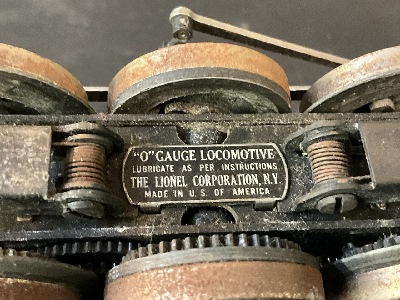 "O" GAUGE LOCOMOTIVE
LUBRICATE AS PER INSTRUCTIONS
THE LIONEL CORPORATION, N.Y.
MADE IN U.S. OF AMERICA